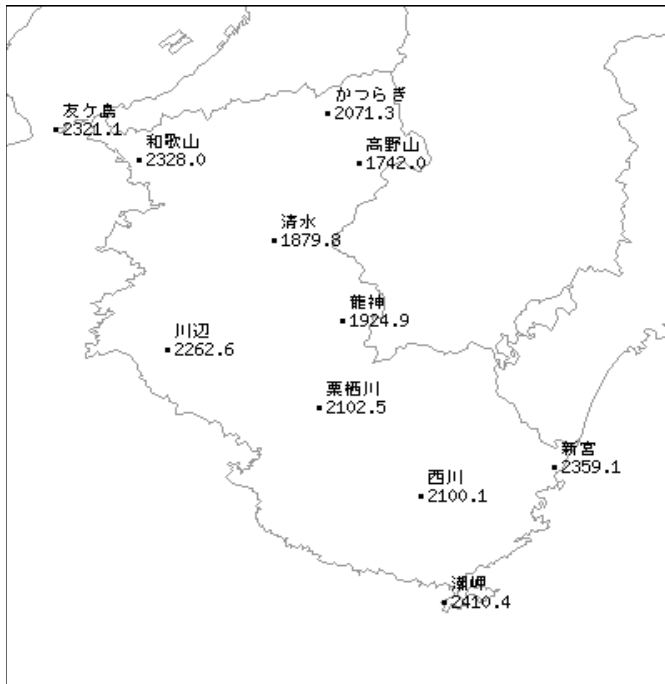 かつらぎ
2071.3
友ケ島
2321.1
和歌山
2328.0
高野山
1742.0
清水
1879.8
龍神
1924.9
川辺
2262.6
栗栖川
2102.5
新宮
2359.1
西川
2100.1
潮岬
2410.4